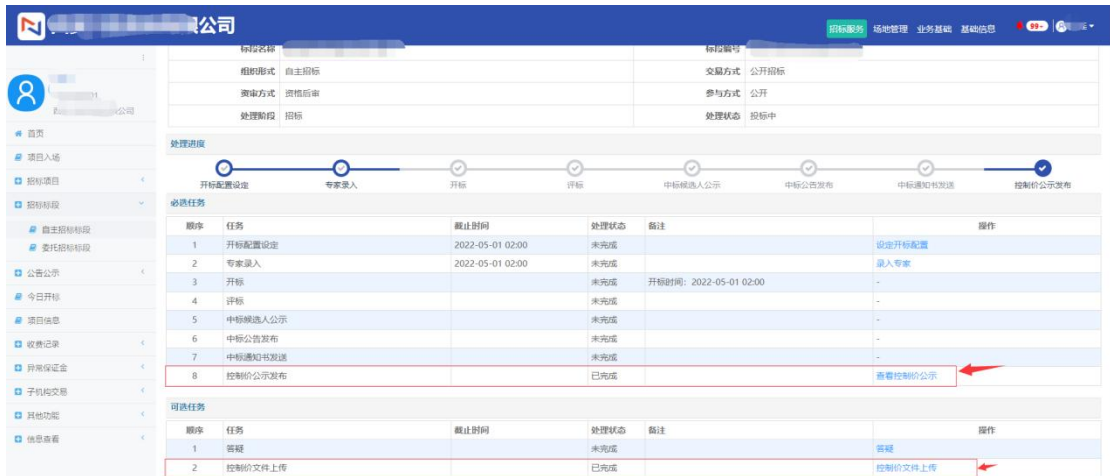 公司
招标服务 场地管理 业务基础 基础信息 99+
标段名称 标段编号
组织形式 自主招标 交易方式 公开招标
资审方式 资格后审 参与方式 公开
处理阶段 招标 处理状态 投标中
公司
首页
项目入场
招标项目
招标标段
自主招标标段
委托招标标段
公告公示
今日开标
项目信息
收费记录
异常保证金
子机构交易
其他功能
信息查看
处理进度
开标配置设定 专家录入 开标 评标 中标候选人公示 中标公告发布 中标通知书发送 控制价公示发布
必选任务
顺序 任务 截止时间 处理状态 备注 操作
1 开标配置设定 2022-05-01 02:00 未完成 设定开标配置
2 专家录入 2022-05-01 02:00 未完成 录入专家
3 开标 未完成 开标时间：2022-05-01 02:00 -
4 评标 未完成 -
5 中标候选人公示 未完成 -
6 中标公告发布 未完成 -
7 中标通知书发送 未完成 -
8 控制价公示发布 已完成 查看控制价公示
可选任务
顺序 任务 截止时间 处理状态 备注 操作
1 答疑 未完成 答疑
2 控制价文件上传 已完成 控制价文件上传